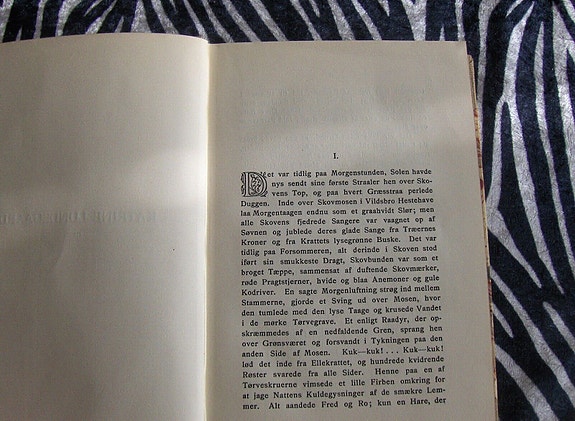 I.
Det var tidlig paa Morgenstunden, Solen havde
nys sendt sine første Straaler hen over Sko-
vens Top, og paa hvert Græsstraa perlede
Duggen. Inde over Skovmosen i Vildsbro Hestehave
laa Morgentaagen endnu som et graahvidt Slør; men
alle Skovens fjedrede Sangere var vaagnet op af
Søvnen og jublede deres glade Sange fra Træernes
Kroner og fra Krattets lysegrønne Buske. Det var
tidlig paa Forsommeren, alt derinde i Skoven stod
iført sin smukkeste Dragt, Skovbunden var som et
broget Tæppe, sammensat af duftende Skovmærker,
røde Pragtstjerner, hvide og blaa Anemoner og gule
Kodriver. En sagte Morgenluftning strøg ind mellem
Stammerne, gjorde et Sving ud over Mosen, hvor
den tumlede med den lyse Taage og krusede Vandet
i de mørke Tørvegrave. Et enligt Raadyr, der op-
skræmmedes af en nedfaldende Gren, sprang hen
over Grønsværet og forsvandt i Tykningen paa den
anden Side af Mosen. Kuk—kuk! . . . Kuk—kuk!
lød det inde fra Ellekrattet, og hundrede kvidrende
Røster svarede fra alle Sider. Henne paa en af
Tørveskruerne vimsede et lille Firben omkring for
at jage Nattens Kuldegysninger af de smækre Lem-
mer. Alt aandede Fred og Ro; kun en Hare, der